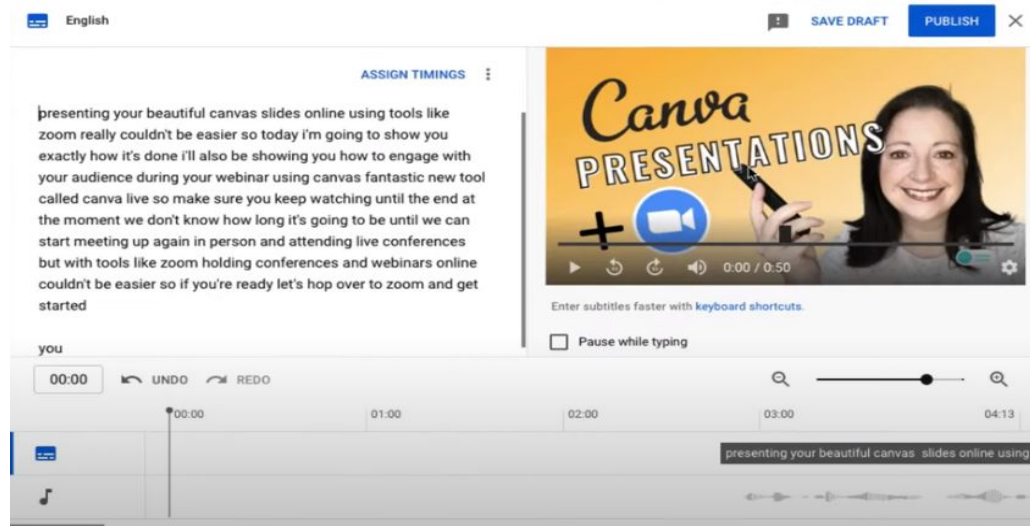 English
SAVE DRAFT
PUBLISH
ASSIGN TIMINGS
presenting your beautiful canvas slides online using tools like
zoom really couldn't be easier so today i'm going to show you
exactly how it's done i'll also be showing you how to engage with
your audience during your webinar using canvas fantastic new tool
called canva live so make sure you keep watching until the end at
the moment we don't know how long it's going to be until we can
start meeting up again in person and attending live conferences
but with tools like zoom holding conferences and webinars online
couldn't be easier so if you're ready let's hop over to zoom and get
started
you
Canva
PRESENTATIONS
+
0:00 / 0:50
Enter subtitles faster with keyboard shortcuts.
Pause while typing
00:00
UNDO
REDO
00:00
01:00
02:00
03:00
04:13
presenting your beautiful canvas slides online using